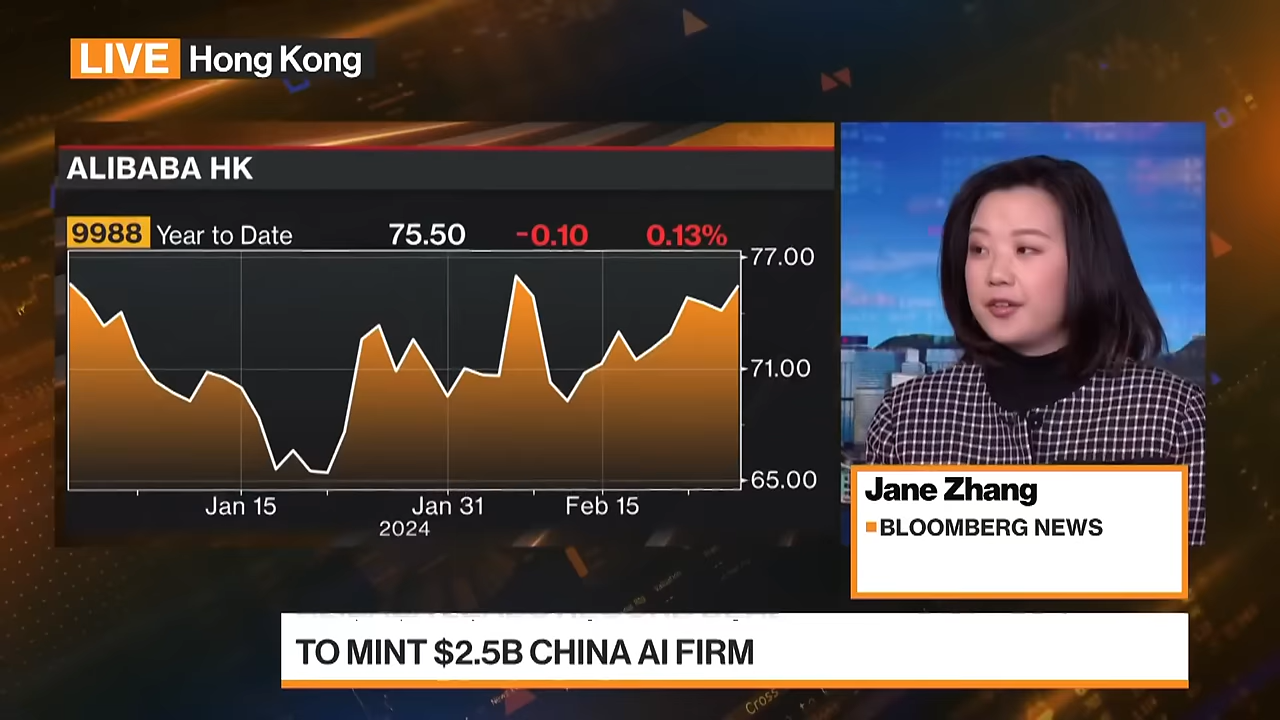 LIVE Hong Kong
ALIBABA HK
9988 Year to Date 75.50 -0.10 0.13%
77.00
71.00
65.00
Jan 15 Jan 31 Feb 15
2024
Jane Zhang
BLOOMBERG NEWS
TO MINT $2.5B CHINA AI FIRM
Cross